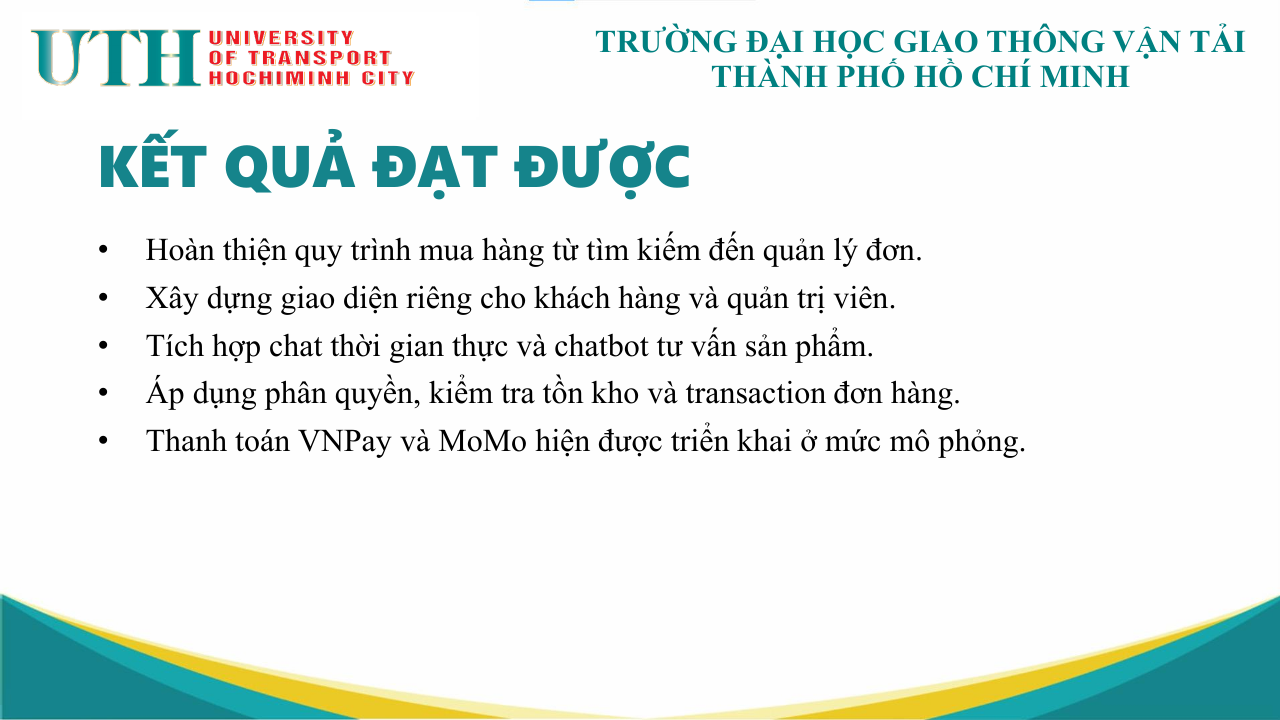 UTH
UNIVERSITY
OF TRANSPORT
HOCHIMINH CITY
TRƯỜNG ĐẠI HỌC GIAO THÔNG VẬN TẢI
THÀNH PHỐ HỒ CHÍ MINH
KẾT QUẢ ĐẠT ĐƯỢC
• Hoàn thiện quy trình mua hàng từ tìm kiếm đến quản lý đơn.
• Xây dựng giao diện riêng cho khách hàng và quản trị viên.
• Tích hợp chat thời gian thực và chatbot tư vấn sản phẩm.
• Áp dụng phân quyền, kiểm tra tồn kho và transaction đơn hàng.
• Thanh toán VNPay và MoMo hiện được triển khai ở mức mô phỏng.